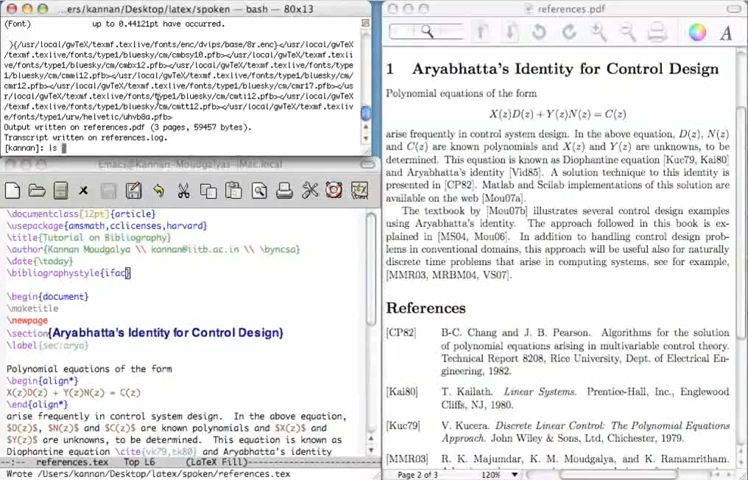 ...ers/kannan/Desktop/latex/spoken — bash — 80x13
(Font)              up to 0.44121pt have occurred.
){/usr/local/gwTeX/texmf.texlive/fonts/enc/dvips/base/8r.enc}</usr/local/gwTeX
/texmf.texlive/fonts/type1/bluesky/cm/cmbsy10.pfb></usr/local/gwTeX/texmf.texli
ve/fonts/type1/bluesky/cm/cmbx12.pfb></usr/local/gwTeX/texmf.texlive/fonts/type
1/bluesky/cm/cmmi12.pfb></usr/local/gwTeX/texmf.texlive/fonts/type1/bluesky/cm/
cmr12.pfb></usr/local/gwTeX/texmf.texlive/fonts/type1/bluesky/cm/cmr17.pfb></us
r/local/gwTeX/texmf.texlive/fonts/type1/bluesky/cm/cmti12.pfb></usr/local/gwTeX
/texmf.texlive/fonts/type1/bluesky/cm/cmtt12.pfb></usr/local/gwTeX/texmf.texliv
e/fonts/type1/urw/helvetic/uhvb8a.pfb>
Output written on references.pdf (3 pages, 59457 bytes).
Transcript written on references.log.
[kannan]: ls
Emacs@Kannan-Moudgalyas-iMac.local
\documentclass[12pt]{article}
\usepackage{amsmath,cclicenses,harvard}
\title{Tutorial on Bibliography}
\author{Kannan Moudgalya \\ kannan@iitb.ac.in \\ \byncsa}
\date{\today}
\bibliographystyle{ifac}
\begin{document}
\maketitle
\newpage
\section{Aryabhatta's Identity for Control Design}
\label{sec:arya}
Polynomial equations of the form
\begin{align*}
X(z)D(z) + Y(z)N(z) = C(z)
\end{align*}
arise frequently in control system design.  In the above equation,
$D(z)$, $N(z)$ and $C(z)$ are known polynomials and $X(z)$ and
$Y(z)$ are unknowns, to be determined.  This equation is known as
Diophantine equation \cite{vk79,tk80} and Aryabhatta's identity
--:-- references.tex   Top L6   (LaTeX Fill)
Wrote /Users/kannan/Desktop/latex/spoken/references.tex
references.pdf
1 Aryabhatta's Identity for Control Design
Polynomial equations of the form
X(z)D(z) + Y(z)N(z) = C(z)
arise frequently in control system design. In the above equation, D(z), N(z)
and C(z) are known polynomials and X(z) and Y(z) are unknowns, to be
determined. This equation is known as Diophantine equation [Kuc79, Kai80]
and Aryabhatta's identity [Vid85]. A solution technique to this identity is
presented in [CP82]. Matlab and Scilab implementations of this solution are
available on the web [Mou07a].
The textbook by [Mou07b] illustrates several control design examples
using Aryabhatta's identity. The approach followed in this book is ex-
plained in [MS04, Mou06]. In addition to handling control design prob-
lems in conventional domains, this approach will be useful also for naturally
discrete time problems that arise in computing systems, see for example,
[MMR03, MRBM04, VS07].
References
[CP82] B-C. Chang and J. B. Pearson. Algorithms for the solution
of polynomial equations arising in multivariable control theory.
Technical Report 8208, Rice University, Dept. of Electrical En-
gineering, 1982.
[Kai80] T. Kailath. Linear Systems. Prentice-Hall, Inc., Englewood
Cliffs, NJ, 1980.
[Kuc79] V. Kucera. Discrete Linear Control: The Polynomial Equations
Approach. John Wiley & Sons, Ltd, Chichester, 1979.
[MMR03] R. K. Majumdar, K. M. Moudgalya, and K. Ramamritham.
Page 2 of 3 120%